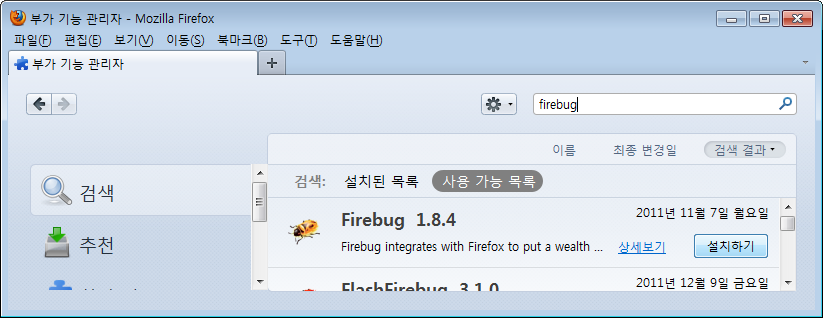 부가 기능 관리자 - Mozilla Firefox
파일(F) 편집(E) 보기(V) 이동(S) 북마크(B) 도구(T) 도움말(H)
부가 기능 관리자
firebug
이름 최종 변경일 검색 결과
검색: 설치된 목록 사용 가능 목록
검색
추천
Firebug 1.8.4 2011년 11월 7일 월요일
Firebug integrates with Firefox to put a wealth ... 상세보기 설치하기
FlashFirebug 3.1.0 2011년 12월 9일 금요일